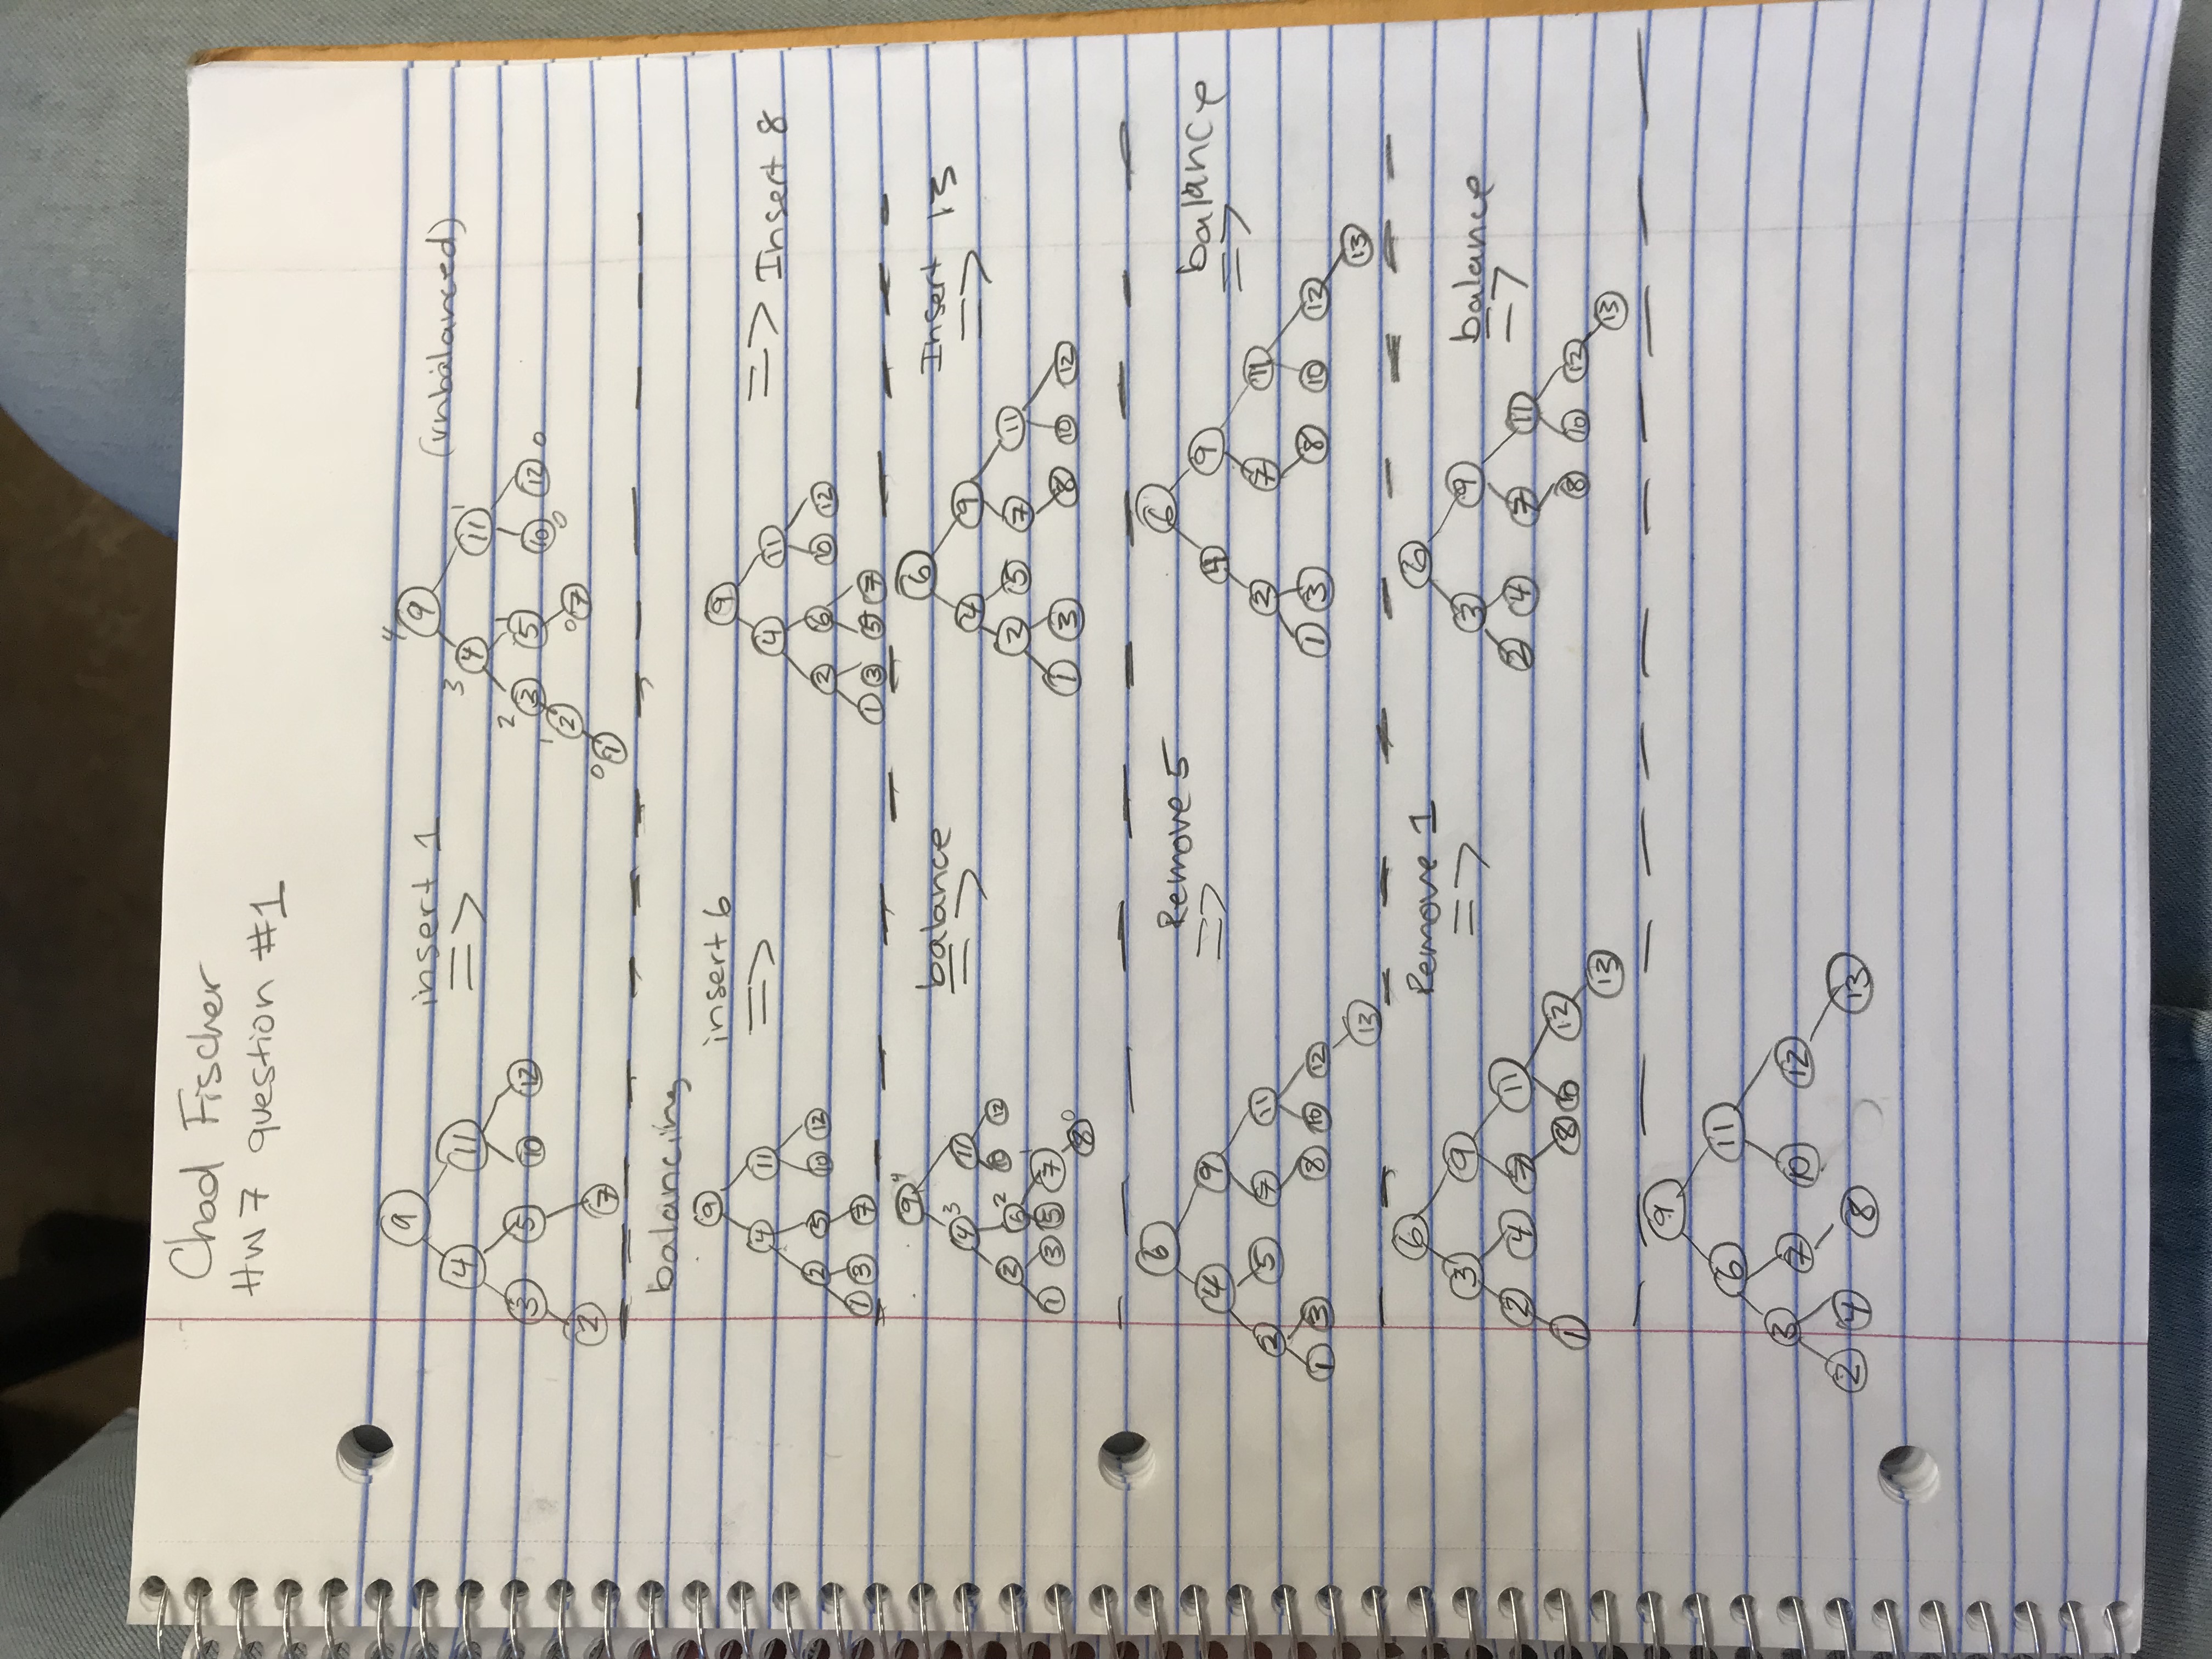 Chad Fischer
HW 7 question #1
9 insert 1 4 9 (unbalanced)
4 11 => 3 4 11 1
3 5 10 12 2 3 1 5 10 0 12 0
2 7 1 2 0 7
0 1
balancing
9 insert 6 9
4 11 => 4 11 => Insert 8
2 5 10 12 2 6 10 12
1 3 7 1 3 5 7
9 4 balance 6 Insert 13
4 3 11 => 4 9 =>
2 6 2 10 12 2 5 7 11
1 3 5 7 1 1 3 8 10 12
8 0
6 Remove 5 6
4 9 => 4 9 balance =>
2 5 7 11 2 7 11
1 3 8 10 12 1 3 8 10 12
13 13
6 Remove 1 6
3 9 => 3 9 balance
2 4 7 11 2 4 7 11 =>
1 8 10 12 8 10 12
13 13
9
6 11
3 7 10 12
2 4 8 13